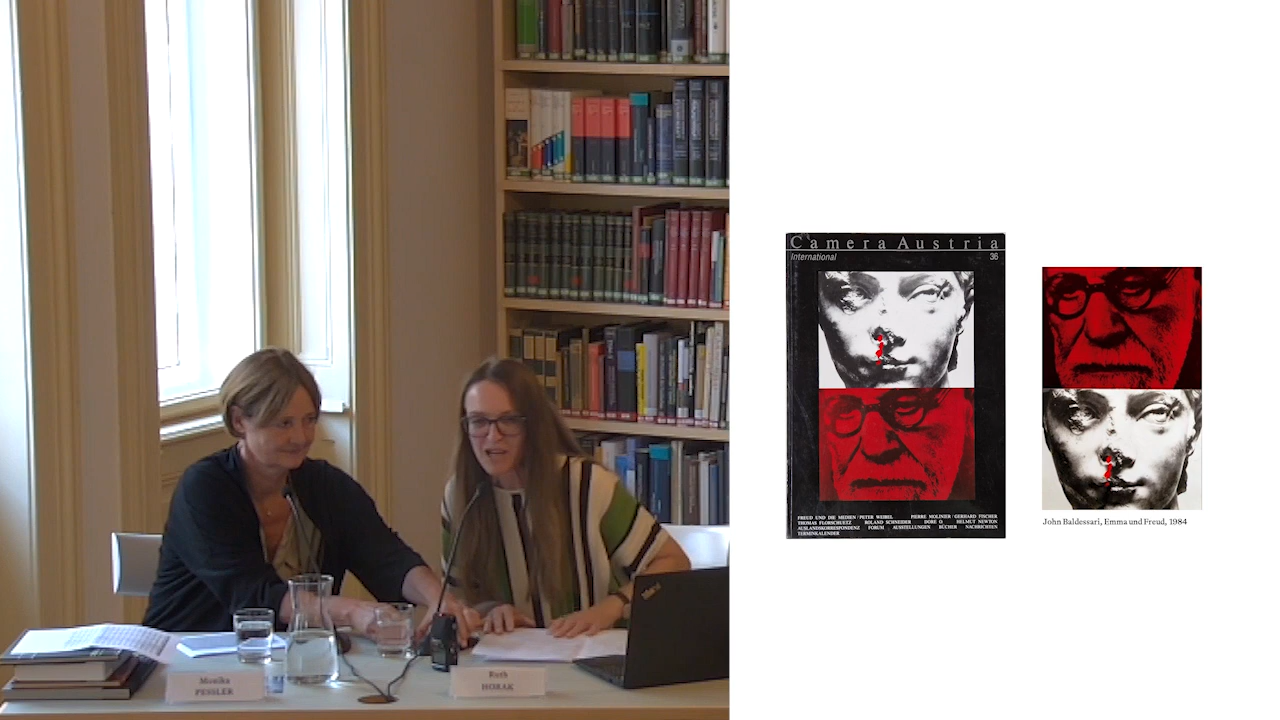 Monika
PESSLER
Ruth
HORAK
ThinkPad
Camera Austria
International 36
FREUD UND DIE MEDIEN / PETER WEIBEL PIERRE MOLINIER / GERHARD FISCHER
THOMAS FLORSCHUETZ ROLAND SCHNEIDER DORE O. HELMUT NEWTON
AUSLANDSKORRESPONDENZ FORUM AUSSTELLUNGEN BÜCHER NACHRICHTEN
TERMINKALENDER
John Baldessari, Emma und Freud, 1984